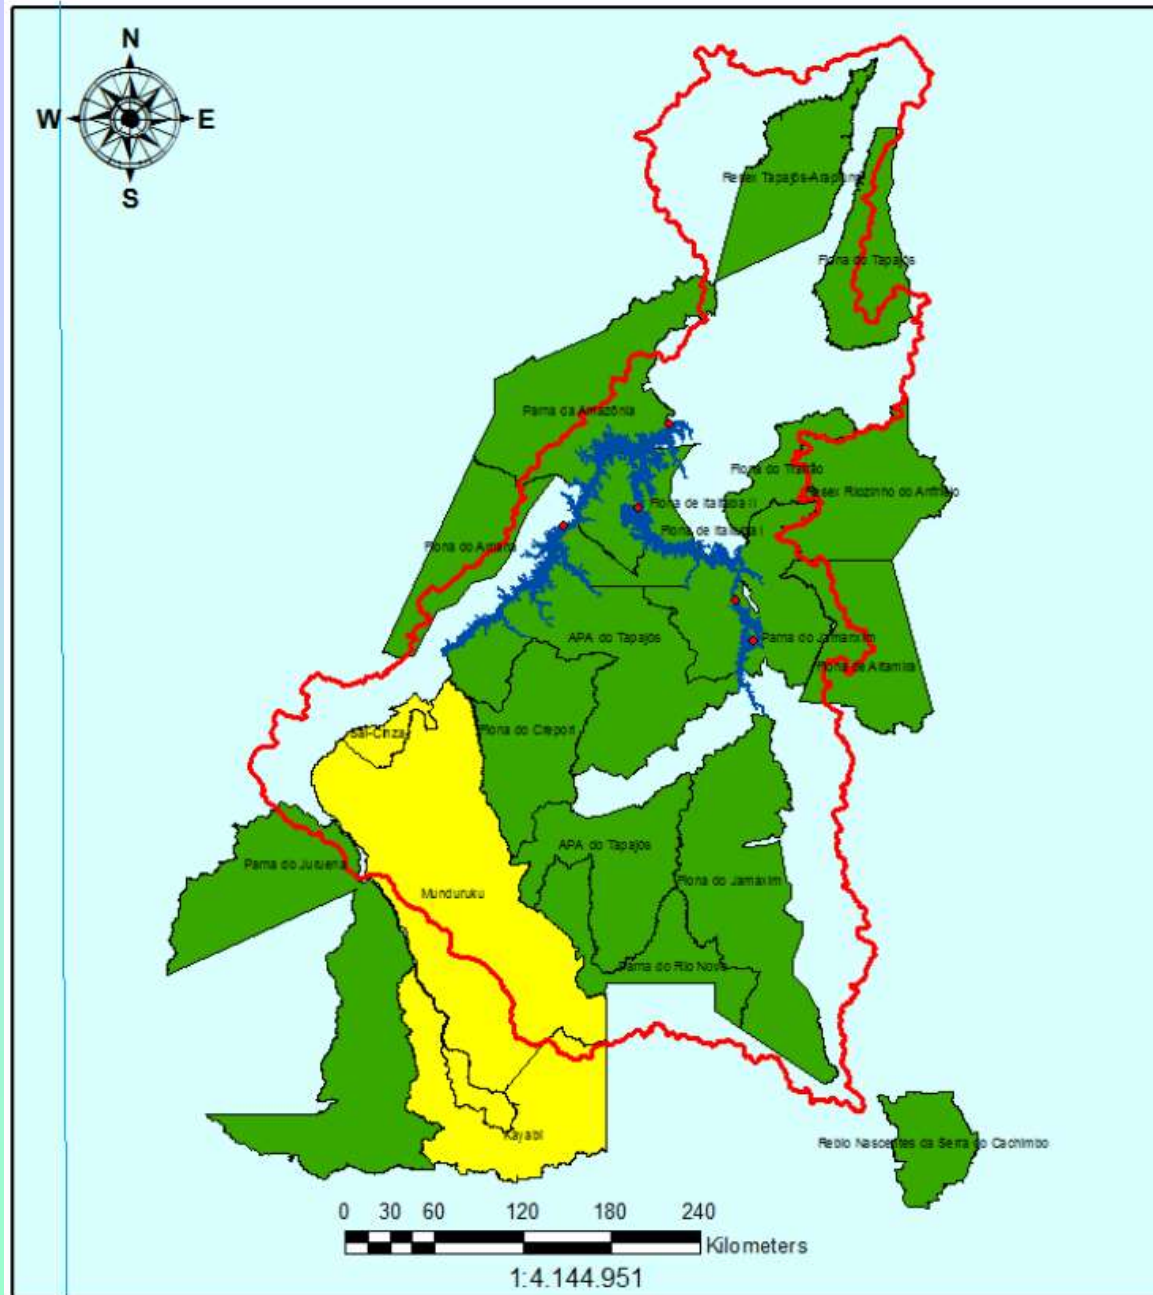 N
W
E
S
Resex Tapajós-Arapiuns
Flona do Tapajós
Parna da Amazônia
Flona do Trairão
Resex Riozinho do Anfrísio
Flona de Itaituba II
Flona de Itaituba I
Flona do Amana
APA do Tapajós
Parna do Jamanxim
Flona de Altamira
Sai-Cinza
Flona do Crepori
APA do Tapajós
Parna do Juruena
Flona do Jamaxim
Munduruku
Parna do Rio Novo
Kayabi
Rebio Nascentes da Serra do Cachimbo
0 30 60 120 180 240
Kilometers
1:4.144.951